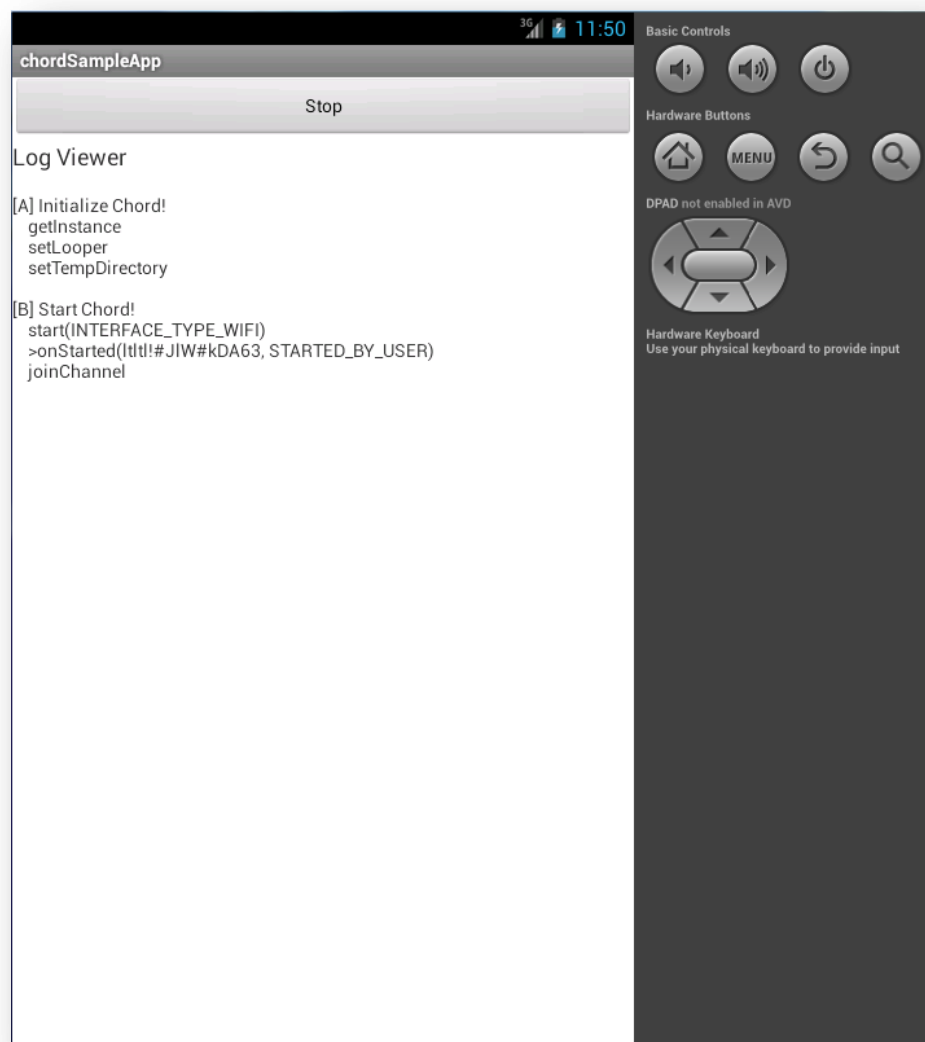 3G 11:50
chordSampleApp
Stop
Log Viewer
[A] Initialize Chord!
getInstance
setLooper
setTempDirectory
[B] Start Chord!
start(INTERFACE_TYPE_WIFI)
>onStarted(ltltl!#JlW#kDA63, STARTED_BY_USER)
joinChannel
Basic Controls
Hardware Buttons
MENU
DPAD not enabled in AVD
Hardware Keyboard
Use your physical keyboard to provide input